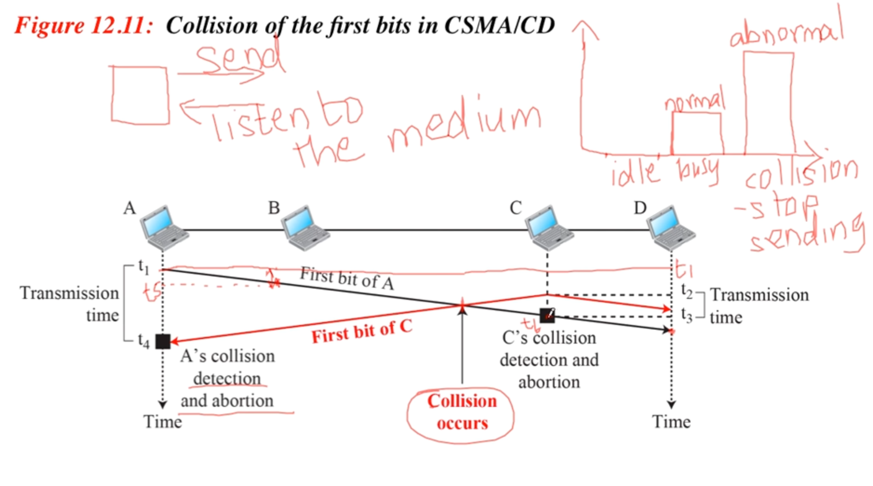 Figure 12.11: Collision of the first bits in CSMA/CD
send
listen to
the medium
abnormal
normal
idle busy collision
-stop
sending
A
B
C
D
t1
First bit of A
t1
Transmission
time
t5
t2
Transmission
t3
time
t4
First bit of C
t6
A's collision
detection
and abortion
C's collision
detection and
abortion
Collision
occurs
Time
Time